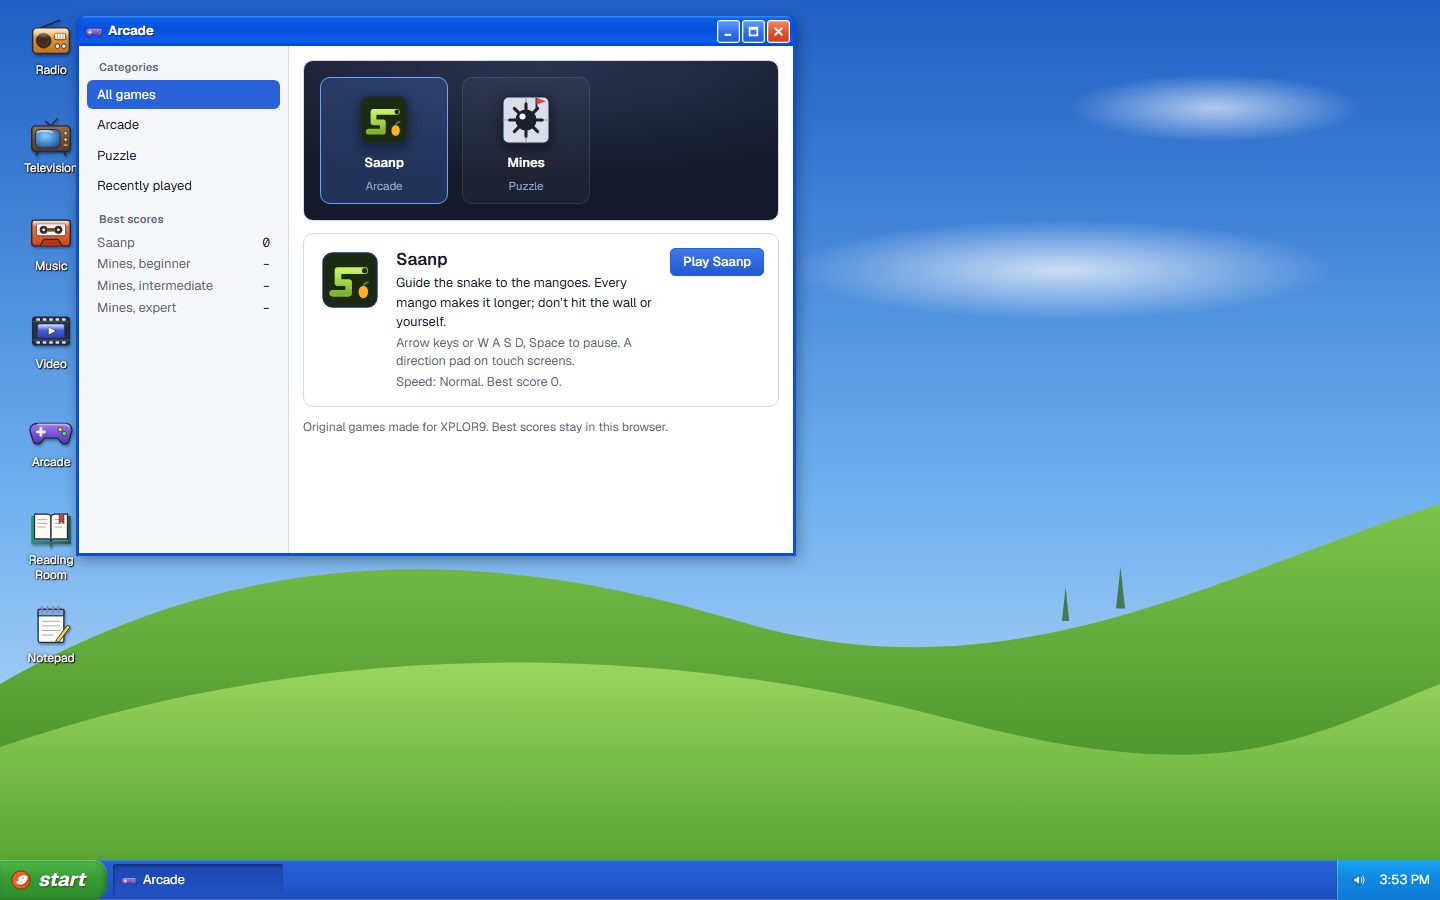 Radio
Television
Music
Video
Arcade
Reading
Room
Notepad
Arcade
Categories
All games
Arcade
Puzzle
Recently played
Best scores
Saanp 0
Mines, beginner –
Mines, intermediate –
Mines, expert –
Saanp
Arcade
Mines
Puzzle
Saanp
Play Saanp
Guide the snake to the mangoes. Every
mango makes it longer; don't hit the wall or
yourself.
Arrow keys or W A S D, Space to pause. A
direction pad on touch screens.
Speed: Normal. Best score 0.
Original games made for XPLOR9. Best scores stay in this browser.
start
Arcade
3:53 PM